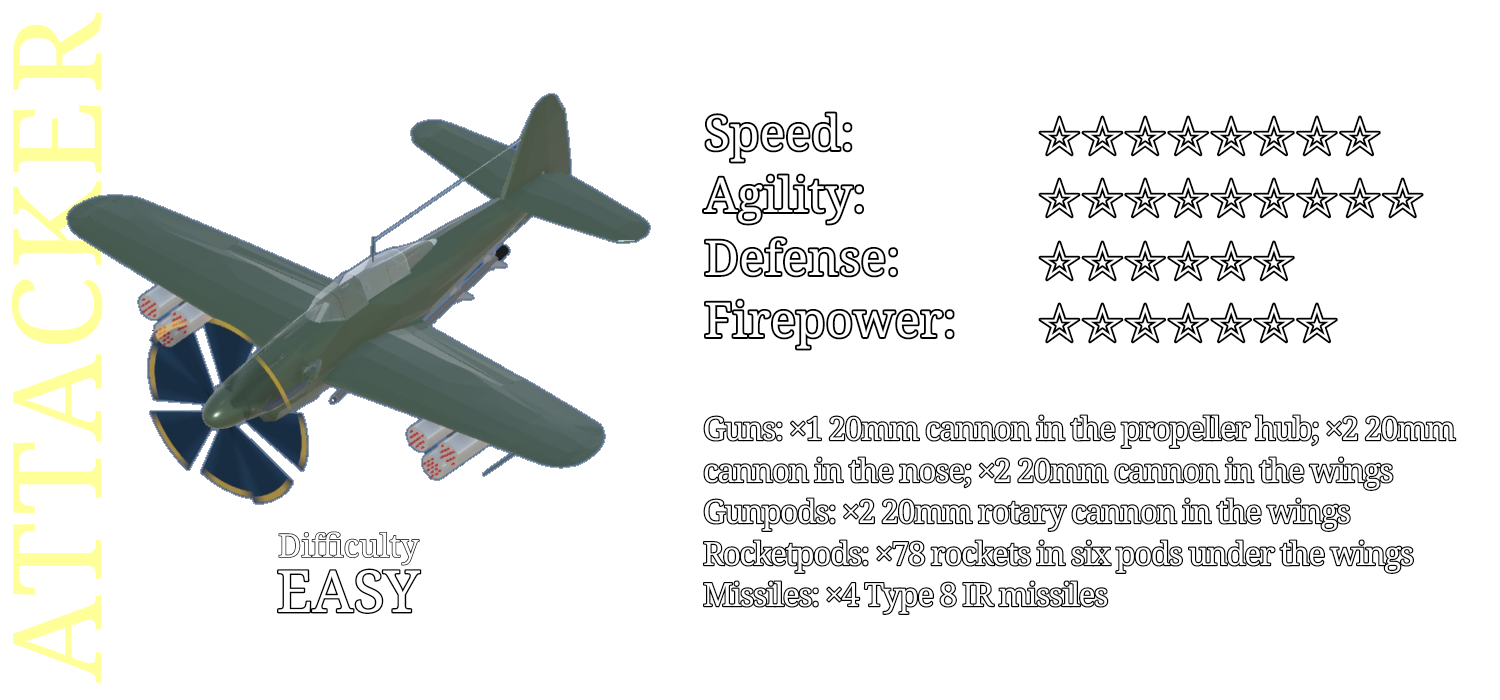 ATTACKER
Speed: ☆☆☆☆☆☆☆☆
Agility: ☆☆☆☆☆☆☆☆☆
Defense: ☆☆☆☆☆☆
Firepower: ☆☆☆☆☆☆☆
Guns: ×1 20mm cannon in the propeller hub; ×2 20mm
cannon in the nose; ×2 20mm cannon in the wings
Gunpods: ×2 20mm rotary cannon in the wings
Rocketpods: ×78 rockets in six pods under the wings
Missiles: ×4 Type 8 IR missiles
Difficulty
EASY